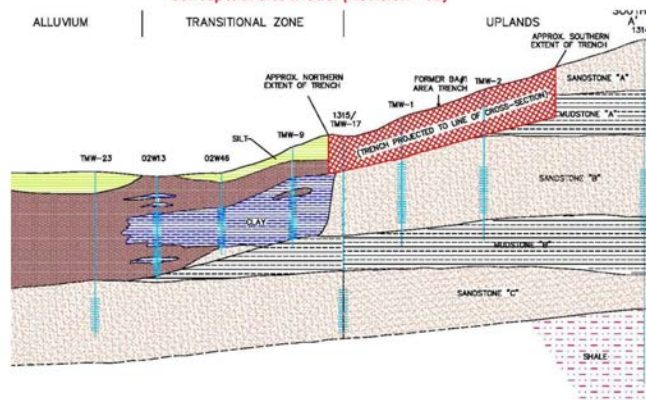 ALLUVIUM
TRANSITIONAL ZONE
UPLANDS
A'
APPROX. SOUTHERN
EXTENT OF TRENCH
SANDSTONE "A"
APPROX. NORTHERN
EXTENT OF TRENCH
FORMER
AREA TRENCH
TMW-2
MUDSTONE "A"
1315/
TMW-17
TMW-1
(TRENCH PROJECTED TO LINE OF CROSS-SECTION)
SILT
TMW-9
TMW-23
02W13
02W46
SANDSTONE "B"
CLAY
MUDSTONE "B"
SANDSTONE "C"
SHALE